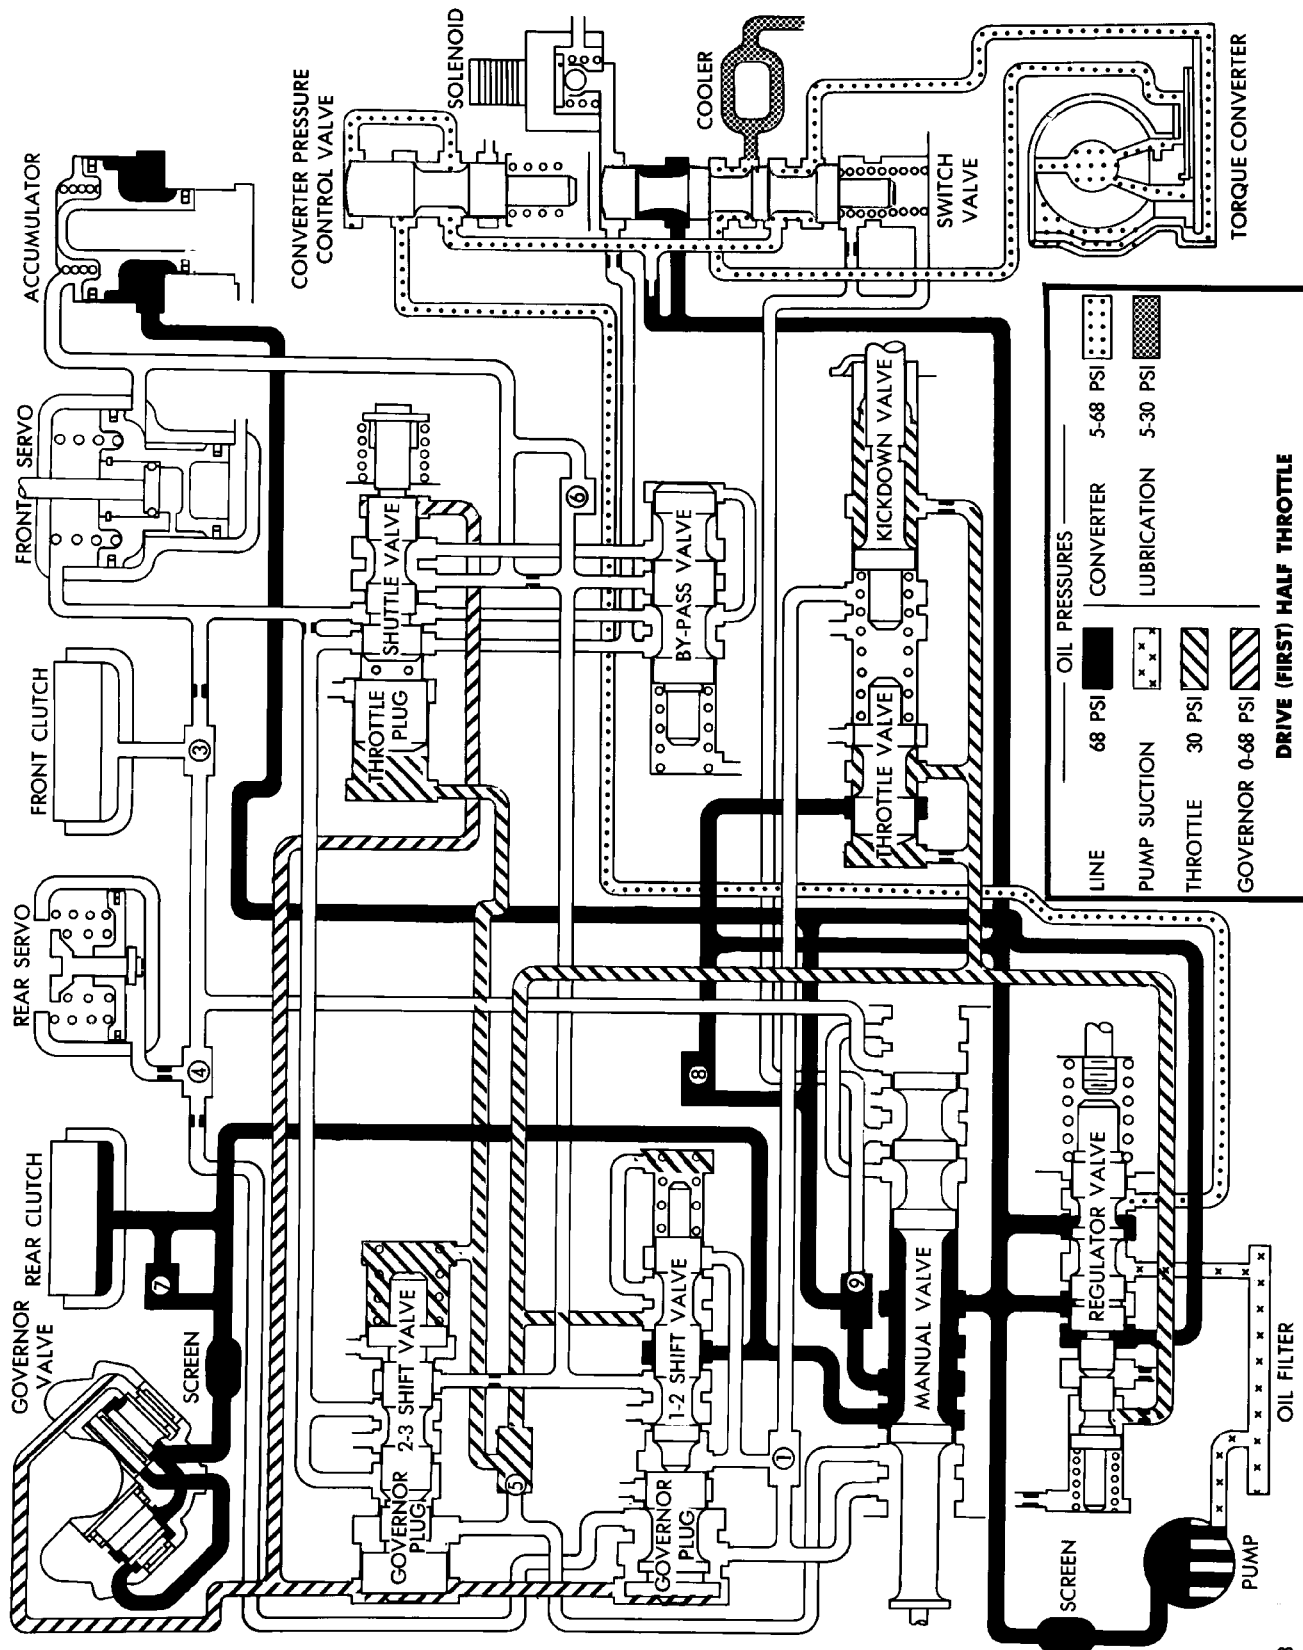 GOVERNOR
VALVE
REAR CLUTCH
REAR SERVO
FRONT CLUTCH
FRONT SERVO
ACCUMULATOR
SCREEN
7
4
3
CONVERTER PRESSURE
CONTROL VALVE
SOLENOID
GOVERNOR
PLUG
2-3 SHIFT VALVE
THROTTLE
PLUG
SHUTTLE VALVE
5
6
GOVERNOR
PLUG
1-2 SHIFT VALVE
8
BY-PASS VALVE
COOLER
1
9
THROTTLE VALVE
KICKDOWN VALVE
MANUAL VALVE
SWITCH
VALVE
SCREEN
REGULATOR VALVE
PUMP
OIL FILTER
TORQUE CONVERTER
OIL PRESSURES
LINE 68 PSI
CONVERTER 5-68 PSI
PUMP SUCTION
LUBRICATION 5-30 PSI
THROTTLE 30 PSI
GOVERNOR 0-68 PSI
DRIVE (FIRST) HALF THROTTLE